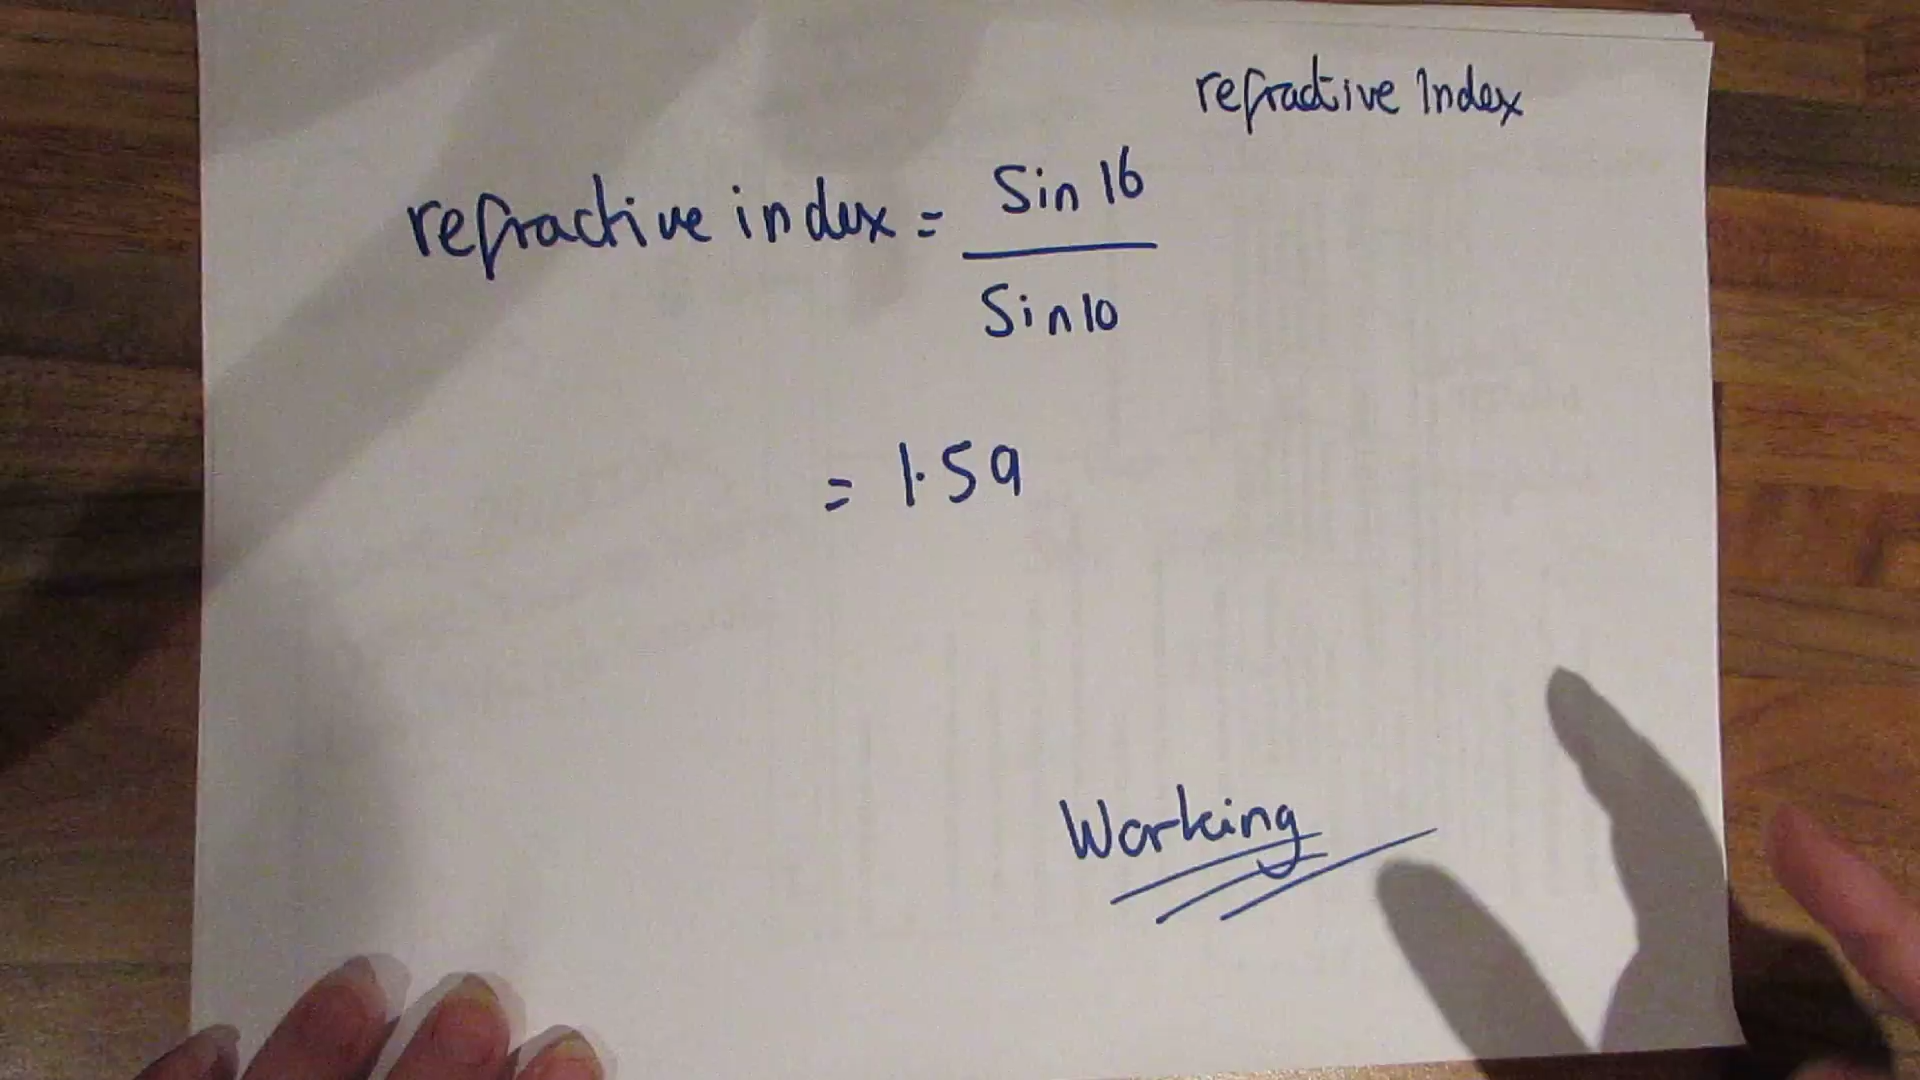 refractive Index
refractive index = Sin 16
Sin 10
= 1.59
Working